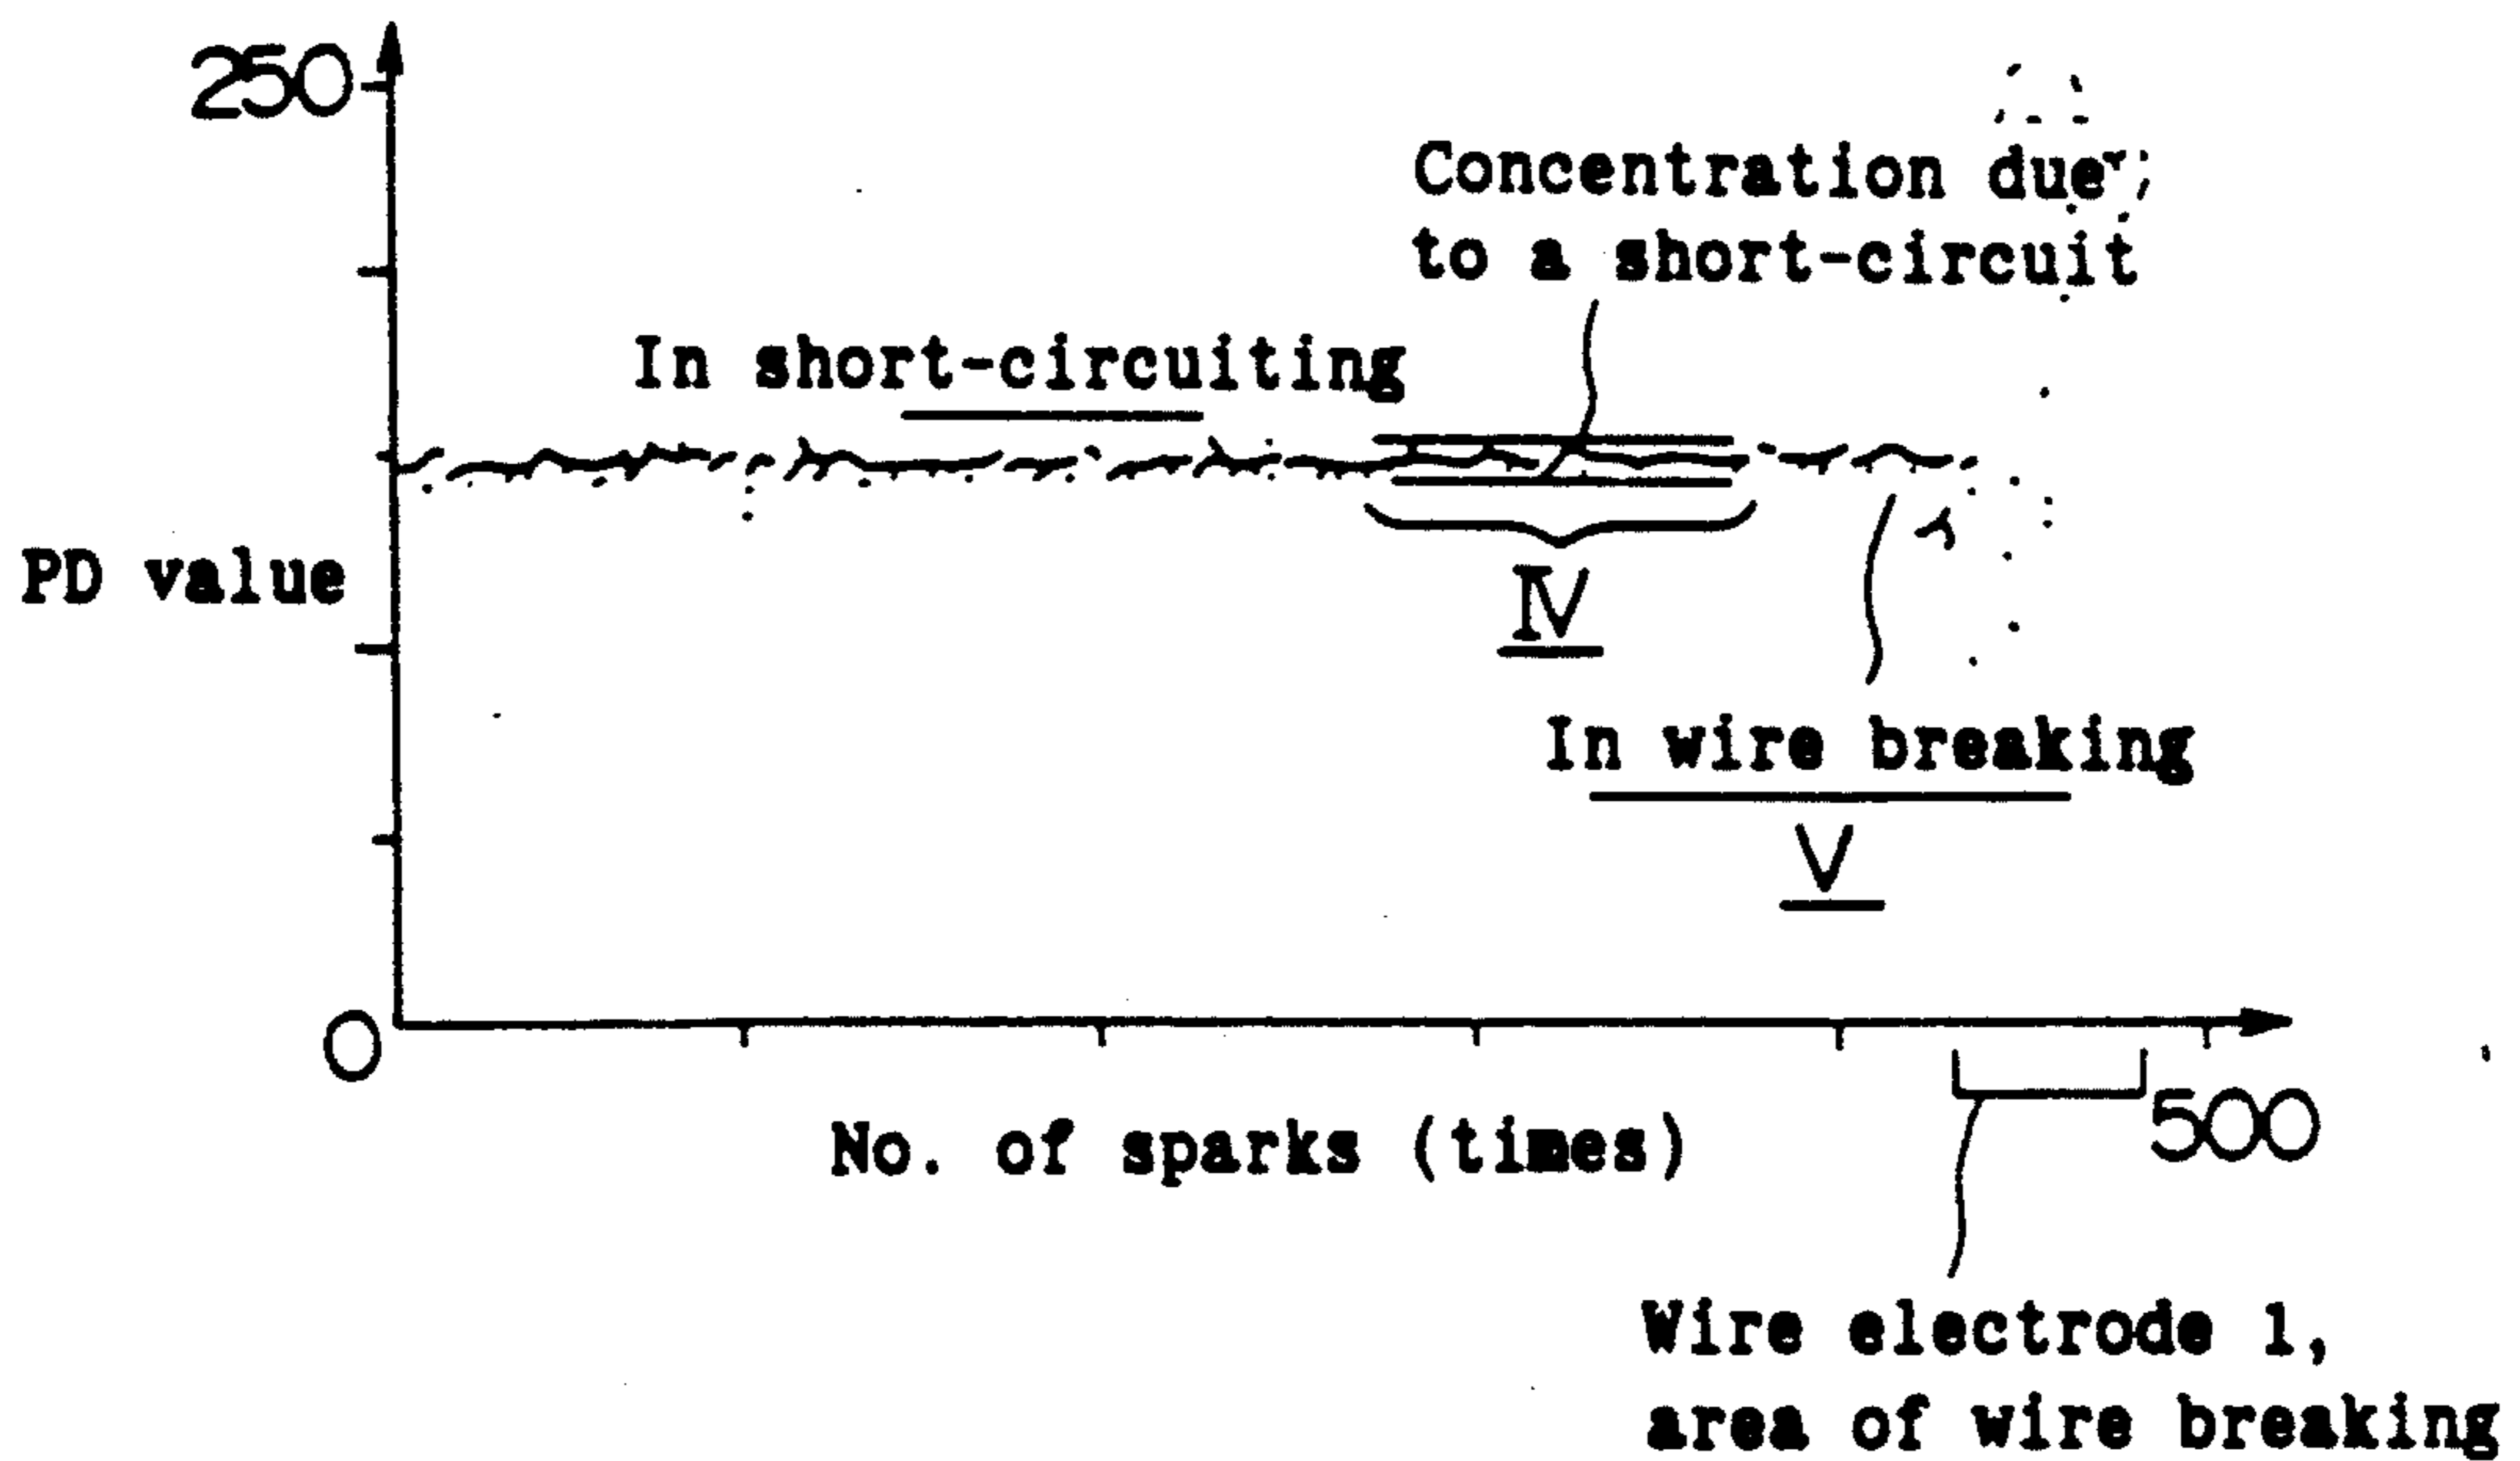 250
Concentration due
to a short-circuit
In short-circuiting
PD value
IV
In wire breaking
V
0
500
No. of sparks (times)
Wire electrode 1,
area of wire breaking